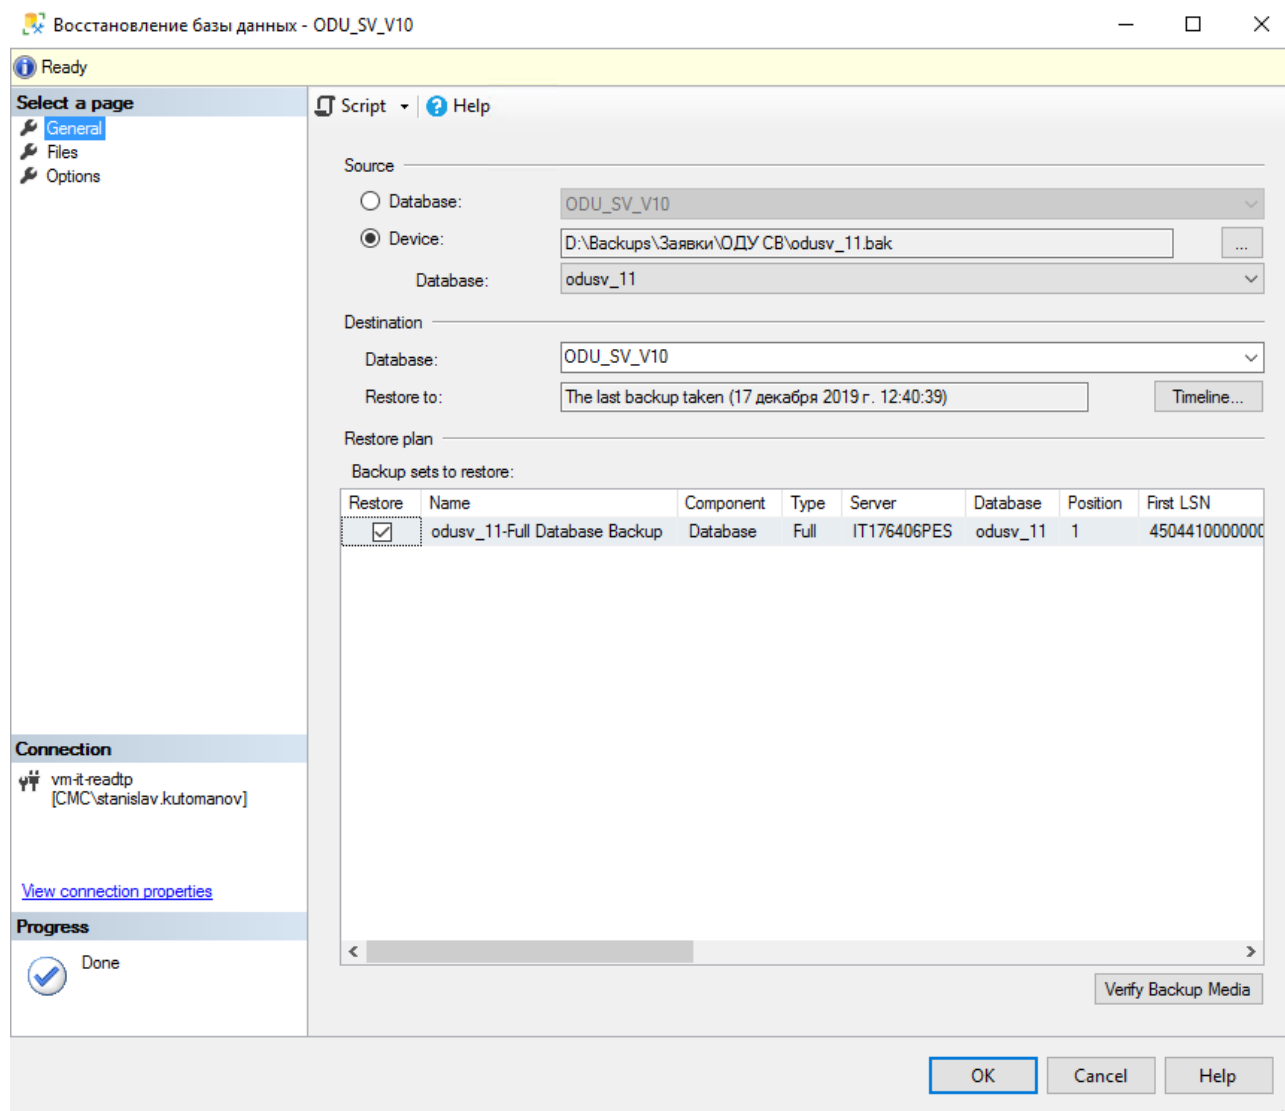 Восстановление базы данных - ODU_SV_V10
Ready
Select a page
General
Files
Options
Script
Help
Source
Database:
ODU_SV_V10
Device:
D:\Backups\Заявки\ОДУ СВ\odusv_11.bak
...
Database:
odusv_11
Destination
Database:
ODU_SV_V10
Restore to:
The last backup taken (17 декабря 2019 г. 12:40:39)
Timeline...
Restore plan
Backup sets to restore:
Restore Name Component Type Server Database Position First LSN
odusv_11-Full Database Backup Database Full IT176406PES odusv_11 1 4504410000000
Connection
vm-it-readtp
[CMC\stanislav.kutomanov]
View connection properties
Progress
Done
Verify Backup Media
OK Cancel Help